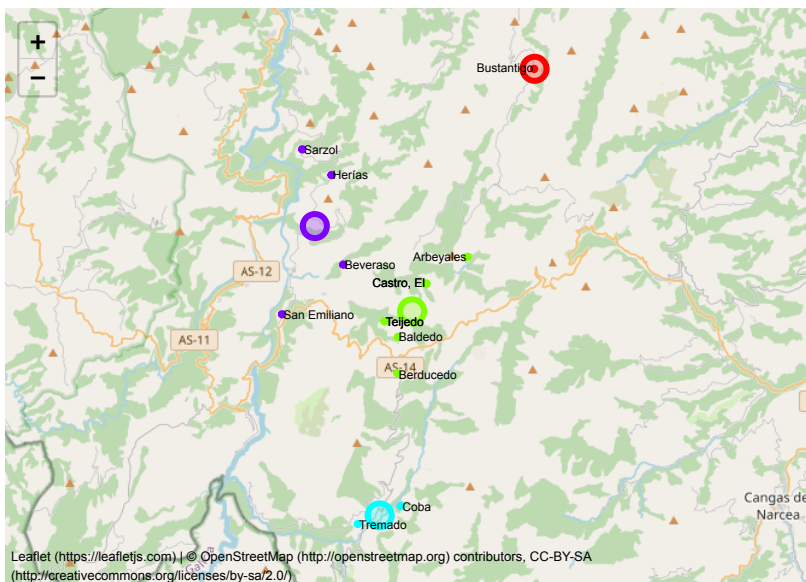 +
−
Bustantigo
Sarzol
Herías
Arbeyales
Beveraso
AS-12
Castro, El
San Emiliano
Teijedo
AS-11
Baldedo
AS-14
Berducedo
Cangas de
Narcea
Coba
Tremado
Galicia
Leaflet (https://leafletjs.com) | © OpenStreetMap (http://openstreetmap.org) contributors, CC-BY-SA
(http://creativecommons.org/licenses/by-sa/2.0/)